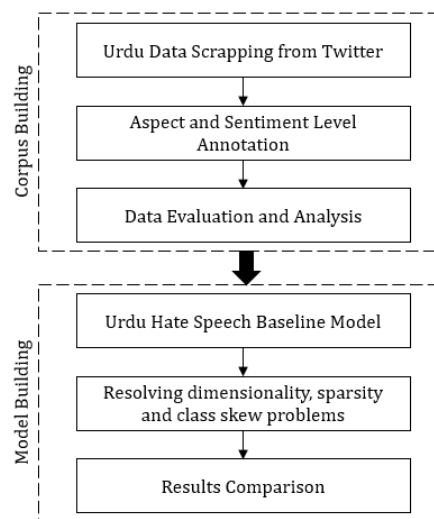 Corpus Building
Urdu Data Scrapping from Twitter
Aspect and Sentiment Level
Annotation
Data Evaluation and Analysis
Model Building
Urdu Hate Speech Baseline Model
Resolving dimensionality, sparsity
and class skew problems
Results Comparison